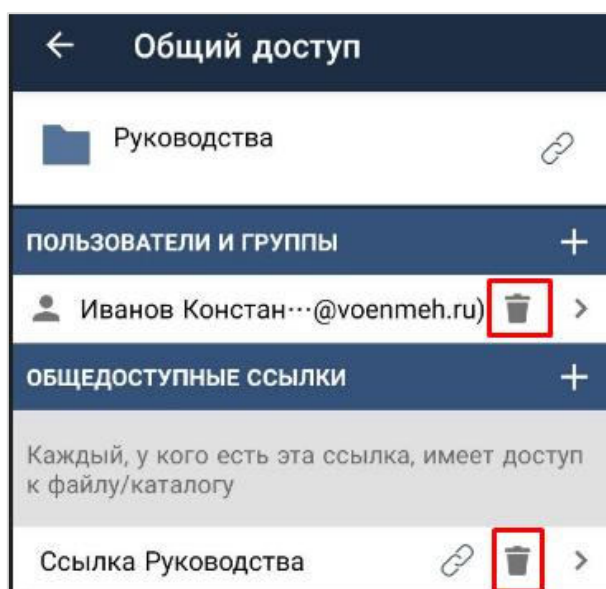 Общий доступ
Руководства
ПОЛЬЗОВАТЕЛИ И ГРУППЫ
Иванов Констан···@voenmeh.ru)
ОБЩЕДОСТУПНЫЕ ССЫЛКИ
Каждый, у кого есть эта ссылка, имеет доступ
к файлу/каталогу
Ссылка Руководства